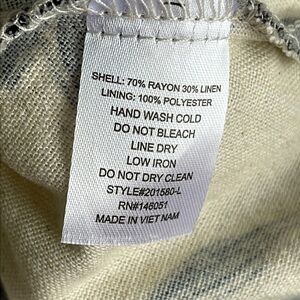 SHELL: 70% RAYON 30% LINEN
LINING: 100% POLYESTER
HAND WASH COLD
DO NOT BLEACH
LINE DRY
LOW IRON
DO NOT DRY CLEAN
STYLE#201580-L
RN#146051
MADE IN VIET NAM